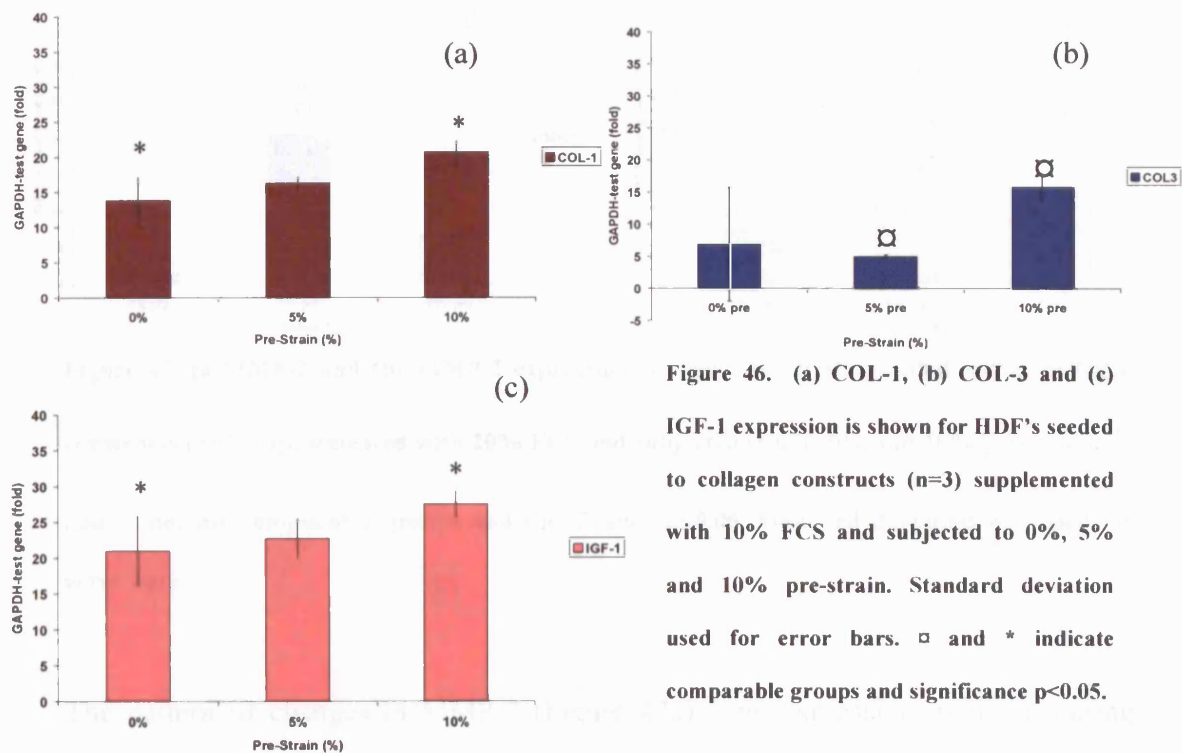 40
35
30
25
20
15
10
5
0
GAPDH-test gene (fold)
(a)
*
*
COL-1
0%
5%
10%
Pre-Strain (%)
40
35
30
25
20
15
10
5
0
-5
GAPDH-test gene (fold)
(b)
¤
¤
COL3
0% pre
5% pre
10% pre
Pre-Strain (%)
40
35
30
25
20
15
10
5
0
GAPDH-test gene (fold)
(c)
*
*
IGF-1
0%
5%
10%
Pre-Strain (%)
Figure 46. (a) COL-1, (b) COL-3 and (c)
IGF-1 expression is shown for HDF's seeded
to collagen constructs (n=3) supplemented
with 10% FCS and subjected to 0%, 5%
and 10% pre-strain. Standard deviation
used for error bars. ¤ and * indicate
comparable groups and significance p<0.05.